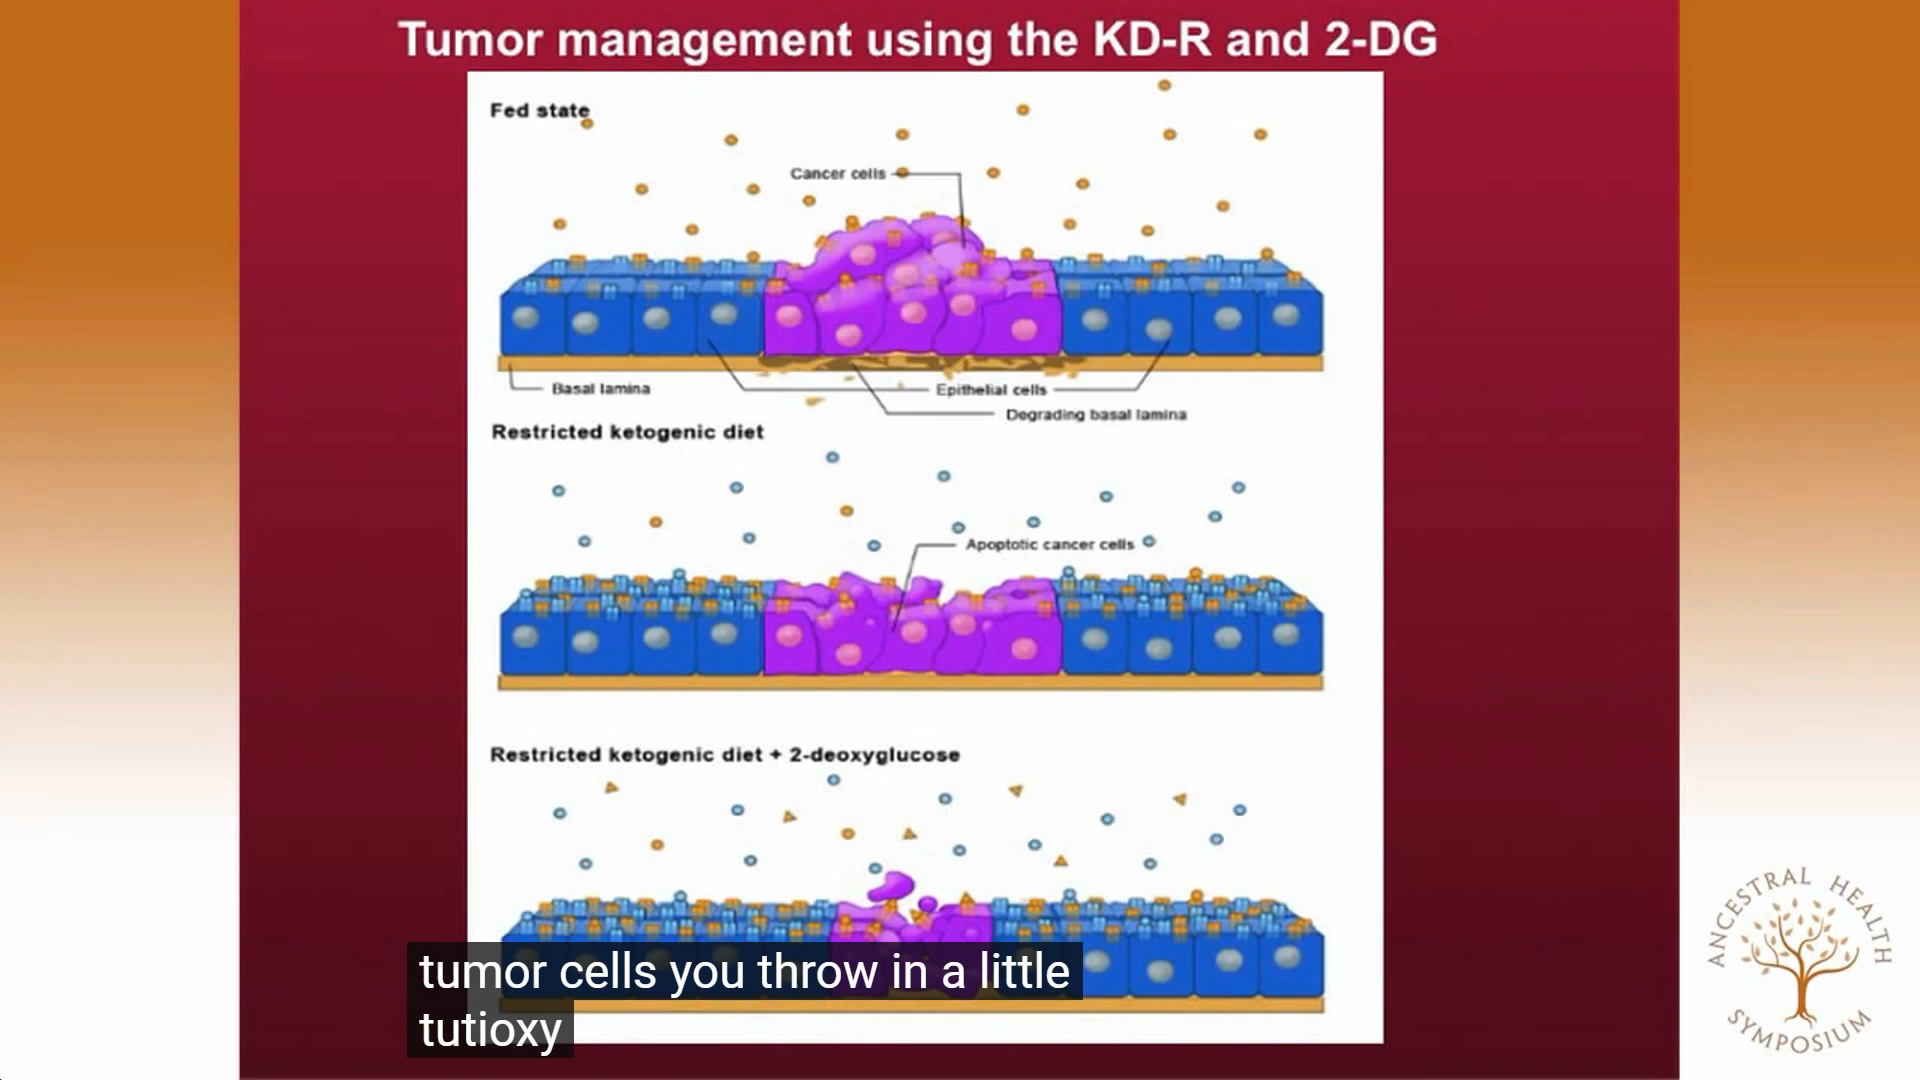 Tumor management using the KD-R and 2-DG
Fed state
Cancer cells
Basal lamina
Epithelial cells
Degrading basal lamina
Restricted ketogenic diet
Apoptotic cancer cells
Restricted ketogenic diet + 2-deoxyglucose
tumor cells you throw in a little
tutioxy
ANCESTRAL HEALTH
SYMPOSIUM